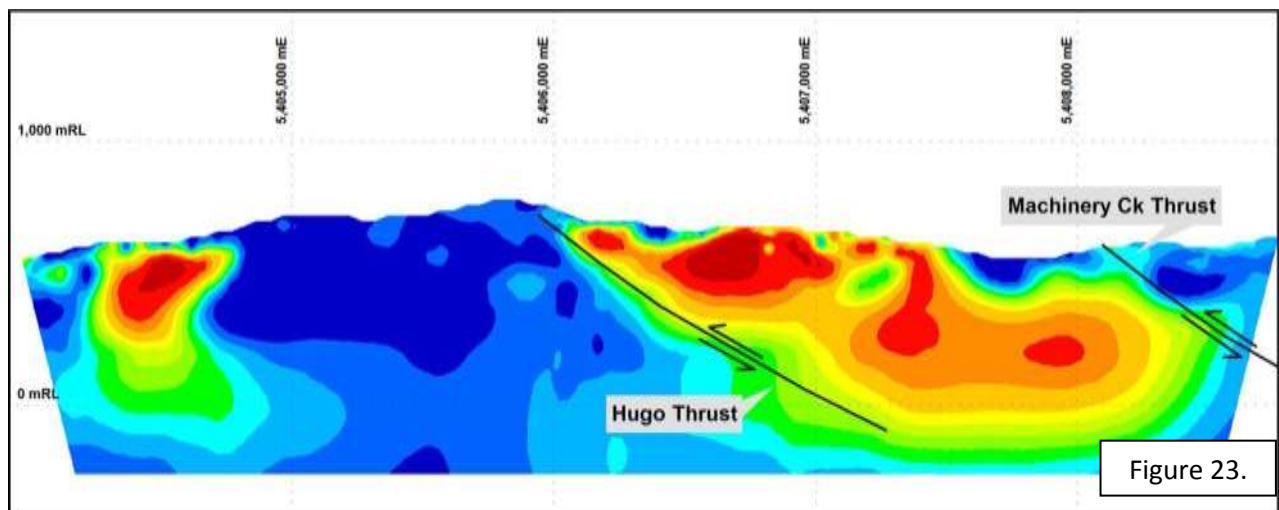 5,405,000 mE
5,406,000 mE
5,407,000 mE
5,408,000 mE
1,000 mRL
Machinery Ck Thrust
0 mRL
Hugo Thrust
Figure 23.